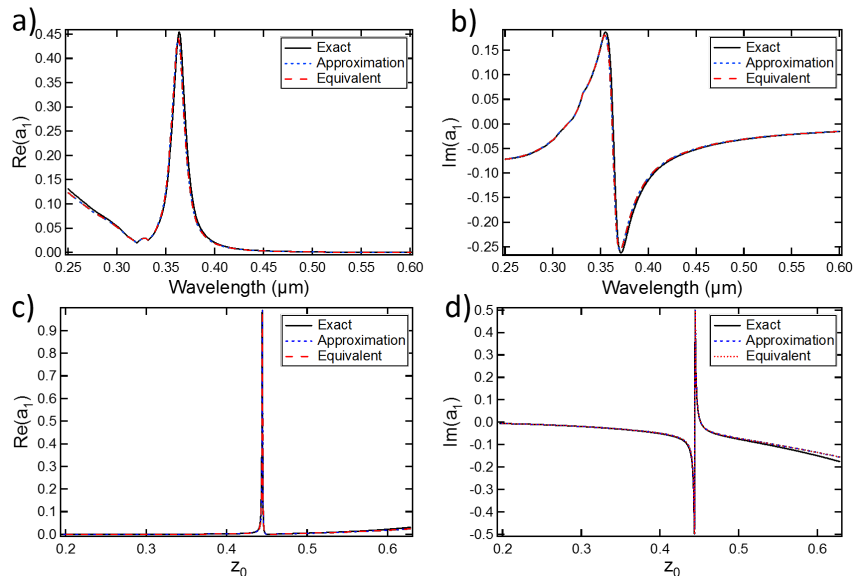 a)
0.45
0.40
0.35
0.30
0.25
0.20
0.15
0.10
0.05
0.00
Re(a1)
Exact
Approximation
Equivalent
0.25 0.30 0.35 0.40 0.45 0.50 0.55 0.60
Wavelength (µm)
b)
0.15
0.10
0.05
0.00
-0.05
-0.10
-0.15
-0.20
-0.25
Im(a1)
Exact
Approximation
Equivalent
0.25 0.30 0.35 0.40 0.45 0.50 0.55 0.60
Wavelength (µm)
c)
0.9
0.8
0.7
0.6
0.5
0.4
0.3
0.2
0.1
0.0
Re(a1)
Exact
Approximation
Equivalent
0.2 0.3 0.4 0.5 0.6
z0
d)
0.5
0.4
0.3
0.2
0.1
0.0
-0.1
-0.2
-0.3
-0.4
-0.5
Im(a1)
Exact
Approximation
Equivalent
0.2 0.3 0.4 0.5 0.6
z0